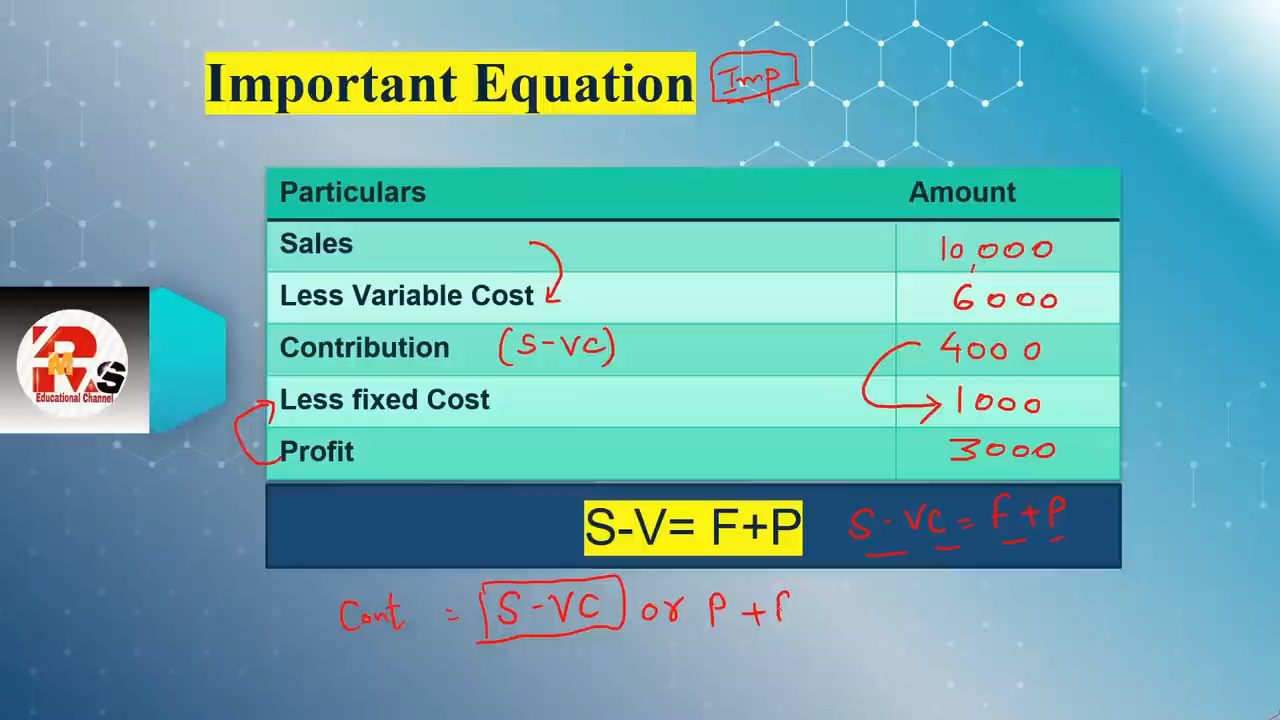 Important Equation Imp
Particulars Amount
Sales 10,000
Less Variable Cost 6000
Contribution (S-VC) 4000
Less fixed Cost 1000
Profit 3000
S-V= F+P S-VC = F+P
Cont = S-VC or P +
Educational Channel